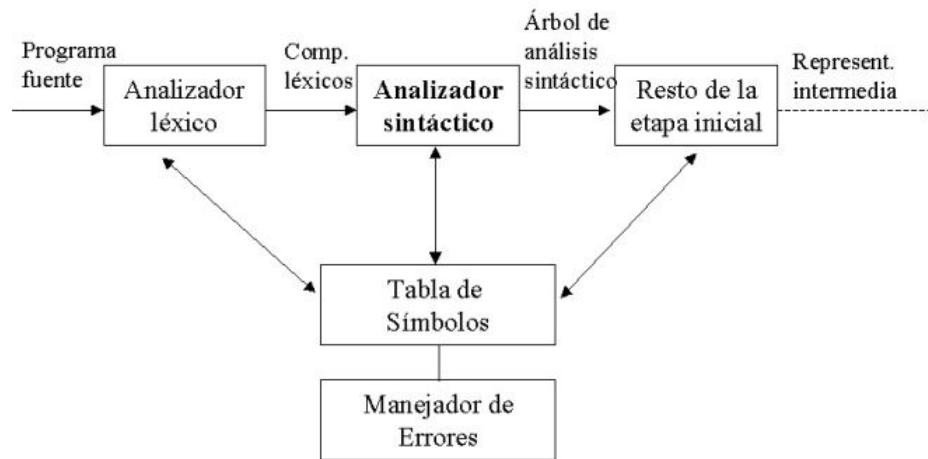 Programa
fuente
Analizador
léxico
Comp.
léxicos
Analizador
sintáctico
Árbol de
análisis
sintáctico
Resto de la
etapa inicial
Represent.
intermedia
Tabla de
Símbolos
Manejador de
Errores